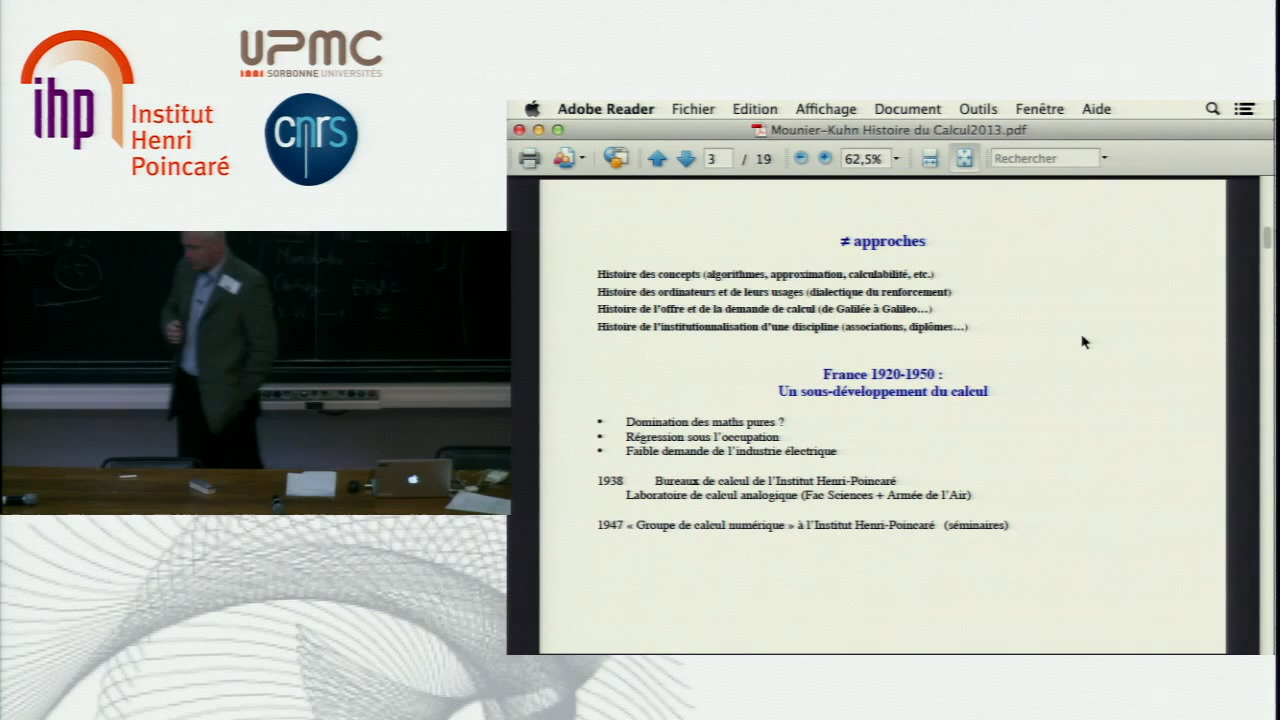 ihp
Institut
Henri
Poincaré
UPMC
SORBONNE UNIVERSITÉS
cnrs
Adobe Reader Fichier Edition Affichage Document Outils Fenêtre Aide
Mounier-Kuhn Histoire du Calcul2013.pdf
3 / 19 62,5% Rechercher
≠ approches
Histoire des concepts (algorithmes, approximation, calculabilité, etc.)
Histoire des ordinateurs et de leurs usages (dialectique du renforcement)
Histoire de l'offre et de la demande de calcul (de Galilée à Galileo…)
Histoire de l'institutionnalisation d'une discipline (associations, diplômes…)
France 1920-1950 :
Un sous-développement du calcul
• Domination des maths pures ?
• Régression sous l'occupation
• Faible demande de l'industrie électrique
1938 Bureaux de calcul de l'Institut Henri-Poincaré
Laboratoire de calcul analogique (Fac Sciences + Armée de l'Air)
1947 « Groupe de calcul numérique » à l'Institut Henri-Poincaré (séminaires)